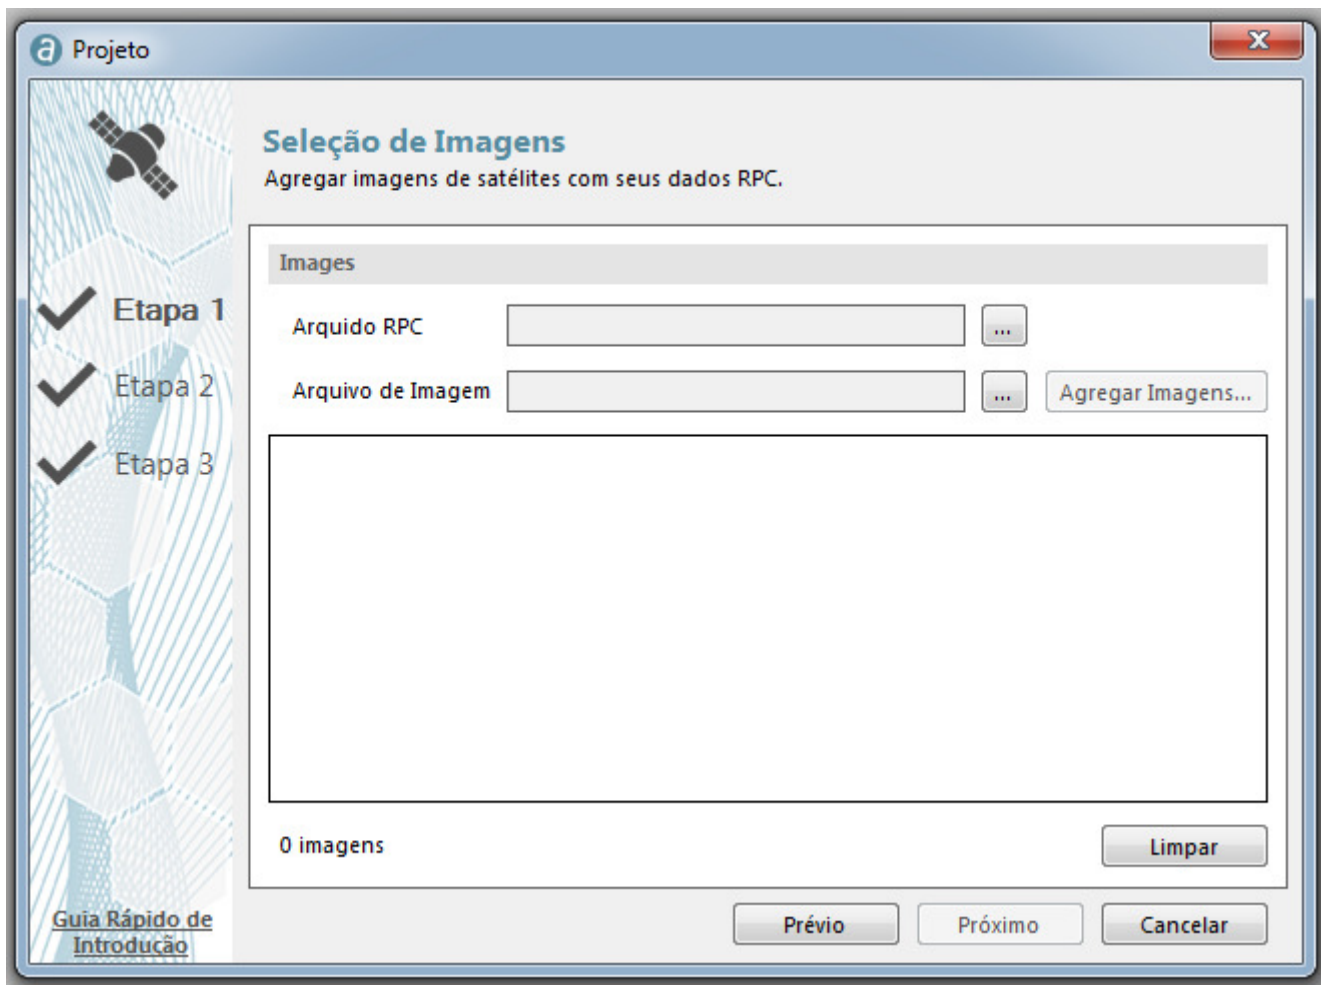 a Projeto
X
Seleção de Imagens
Agregar imagens de satélites com seus dados RPC.
Etapa 1
Etapa 2
Etapa 3
Images
Arquido RPC
...
Arquivo de Imagem
...
Agregar Imagens...
0 imagens
Limpar
Guia Rápido de
Introdução
Prévio
Próximo
Cancelar